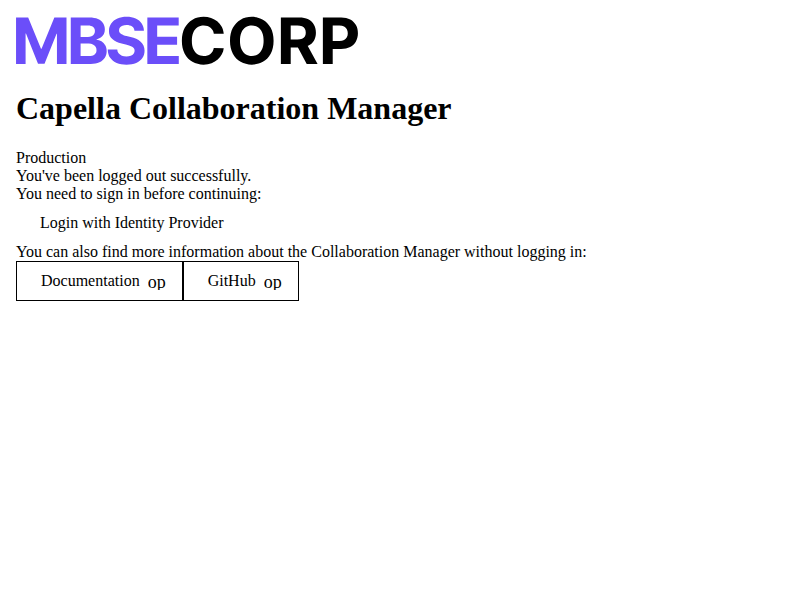 MBSECORP
Capella Collaboration Manager
Production
You've been logged out successfully.
You need to sign in before continuing:
Login with Identity Provider
You can also find more information about the Collaboration Manager without logging in:
Documentation op GitHub op